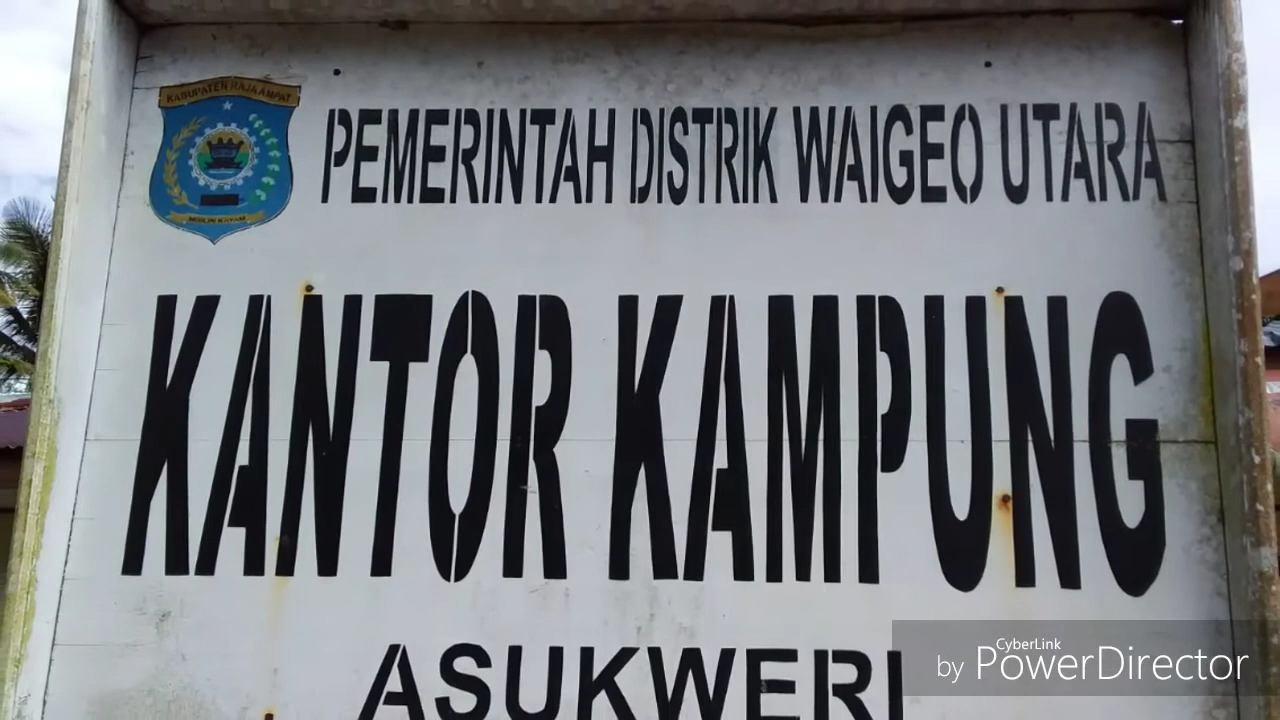 KABUPATEN RAJA AMPAT
PEMERINTAH DISTRIK WAIGEO UTARA
KANTOR KAMPUNG
ASUKWERI
CyberLink
by PowerDirector